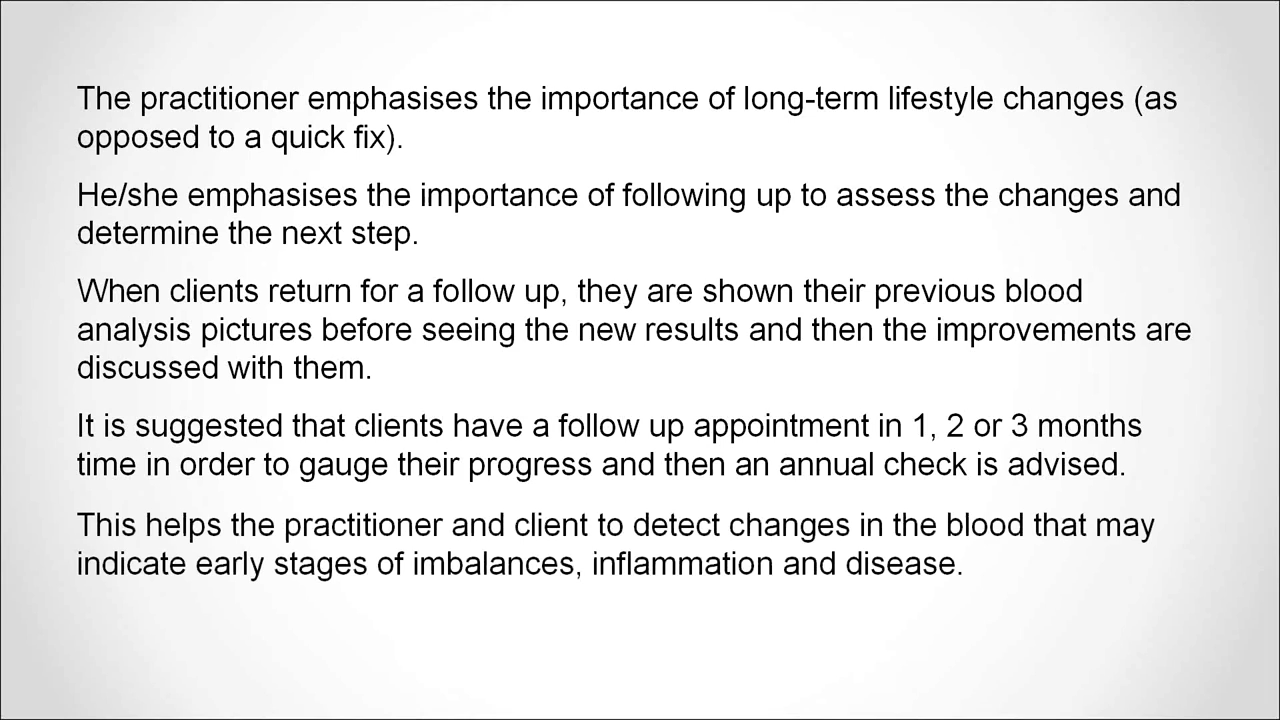 The practitioner emphasises the importance of long-term lifestyle changes (as
opposed to a quick fix).
He/she emphasises the importance of following up to assess the changes and
determine the next step.
When clients return for a follow up, they are shown their previous blood
analysis pictures before seeing the new results and then the improvements are
discussed with them.
It is suggested that clients have a follow up appointment in 1, 2 or 3 months
time in order to gauge their progress and then an annual check is advised.
This helps the practitioner and client to detect changes in the blood that may
indicate early stages of imbalances, inflammation and disease.